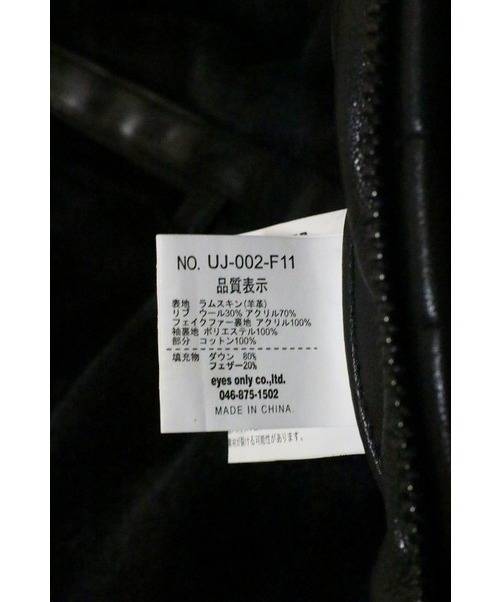 NO. UJ-002-F11
品質表示
表地 ラムスキン(羊革)
リブ ウール30% アクリル70%
フェイクファー裏地 アクリル100%
袖裏地 ポリエステル100%
部分 コットン100%
填充物 ダウン 80%
フェザー20%
eyes only co.,ltd.
046-875-1502
MADE IN CHINA.
裂ける可能性があります。